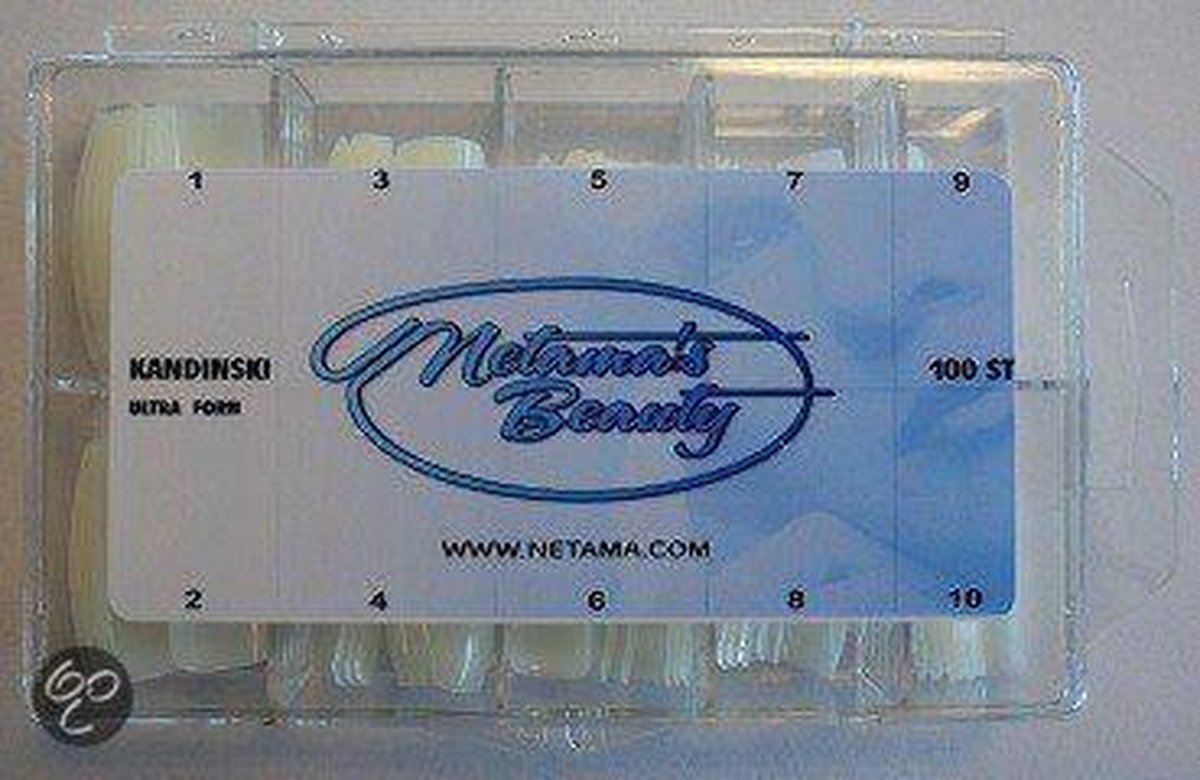 1 3 5 7 9
KANDINSKI
ULTRA FORM
Netama's
Beauty
100 ST
WWW.NETAMA.COM
2 4 6 8 10